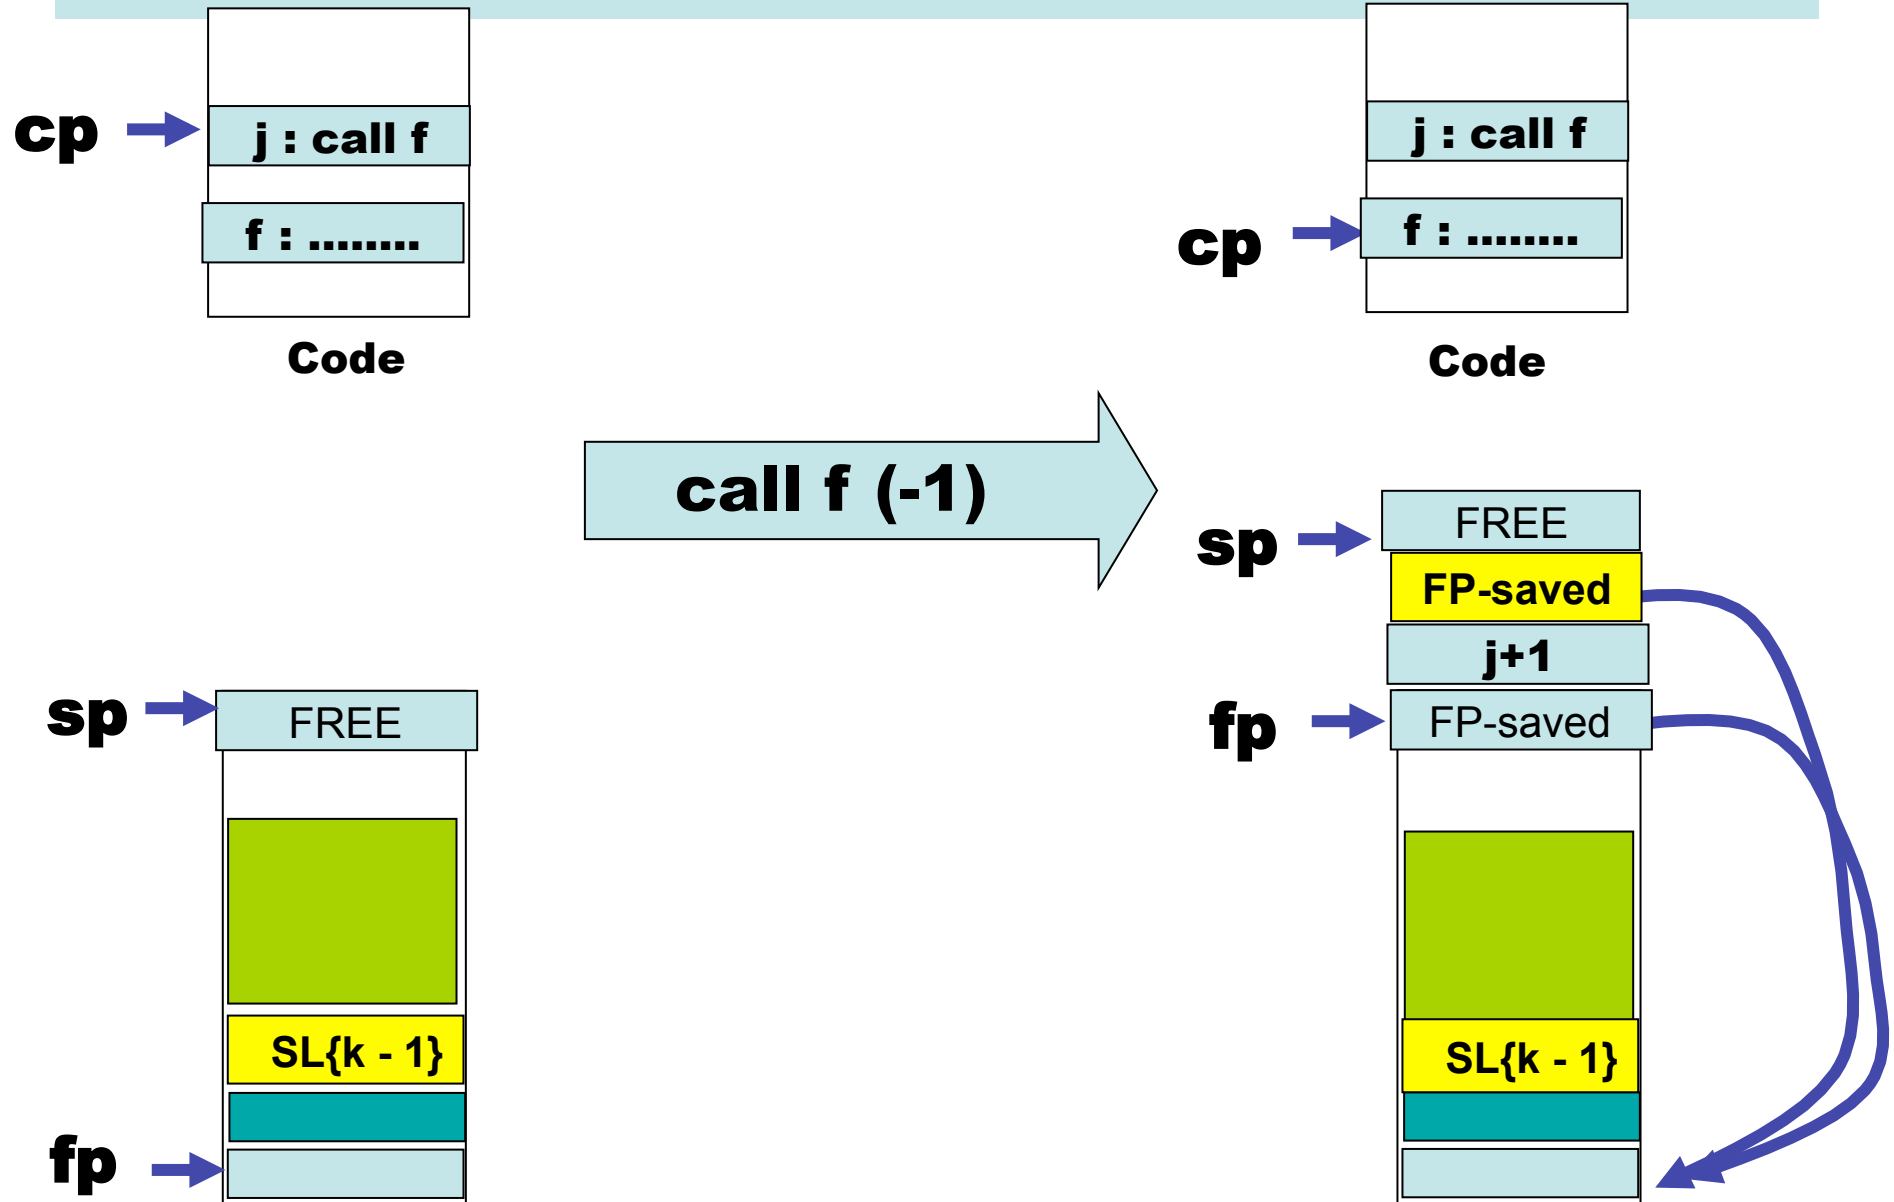 cp
j : call f
f : ........
Code
j : call f
cp
f : ........
Code
call f (-1)
sp
FREE
SL{k - 1}
fp
sp
FREE
FP-saved
j+1
fp
FP-saved
SL{k - 1}